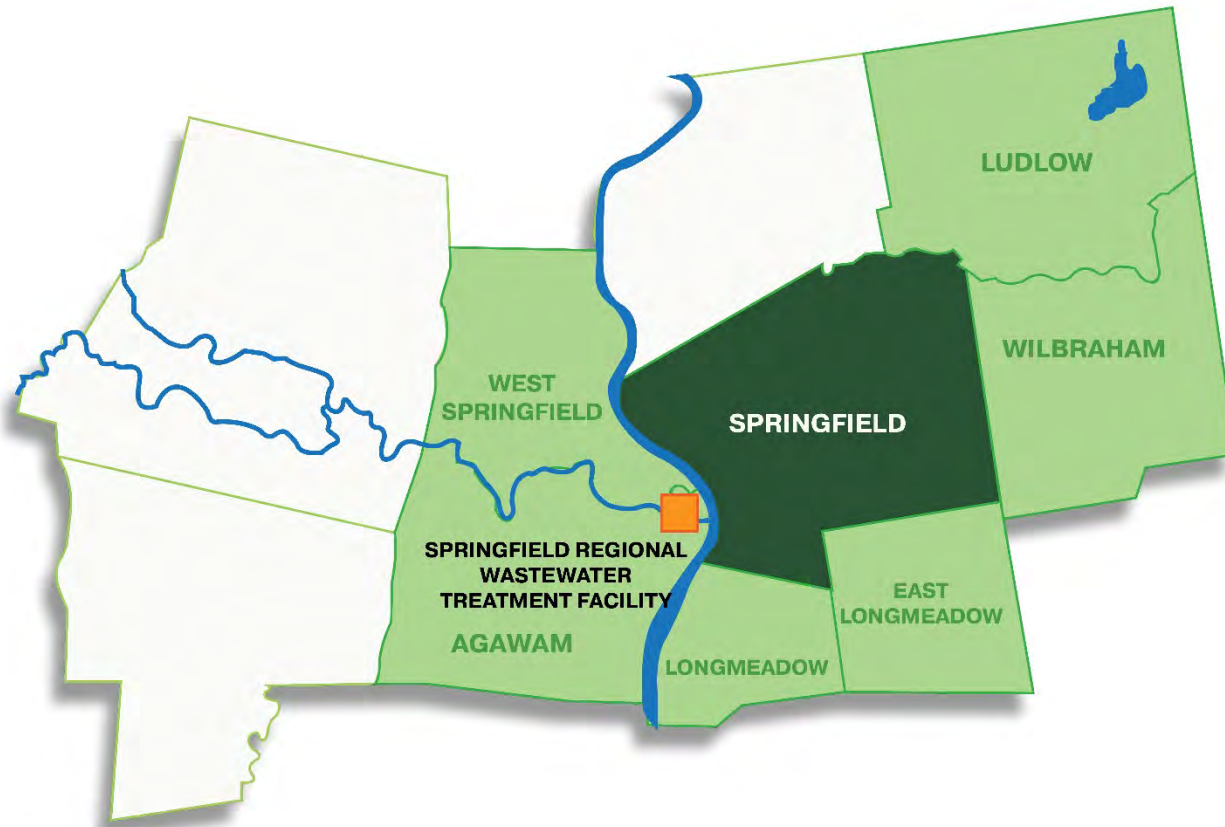 LUDLOW
WILBRAHAM
WEST
SPRINGFIELD
SPRINGFIELD
SPRINGFIELD REGIONAL
WASTEWATER
TREATMENT FACILITY
AGAWAM
EAST
LONGMEADOW
LONGMEADOW